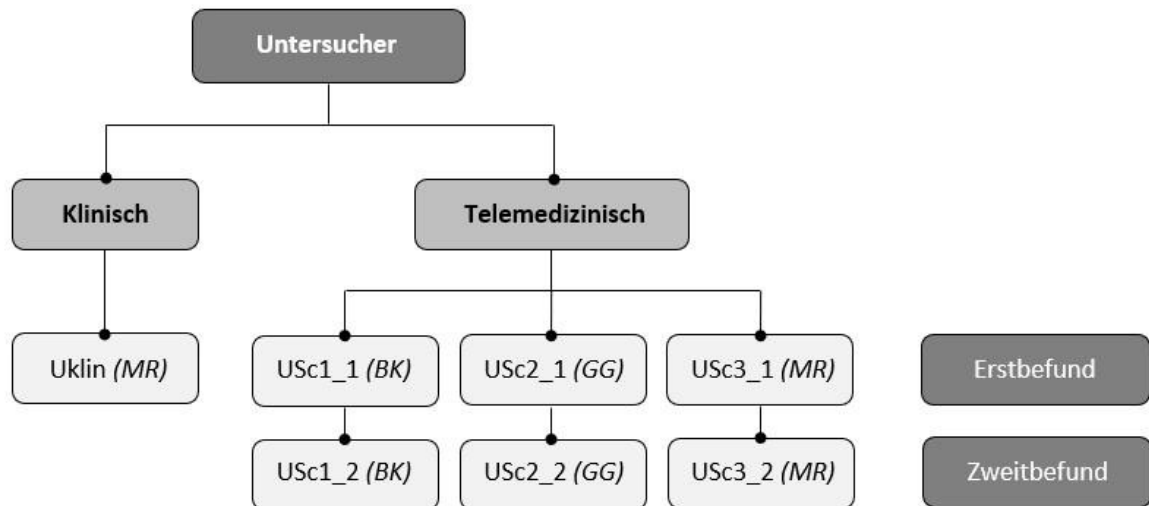 Untersucher
Klinisch
Telemedizinisch
Uklin (MR)
USc1_1 (BK)
USc2_1 (GG)
USc3_1 (MR)
Erstbefund
USc1_2 (BK)
USc2_2 (GG)
USc3_2 (MR)
Zweitbefund